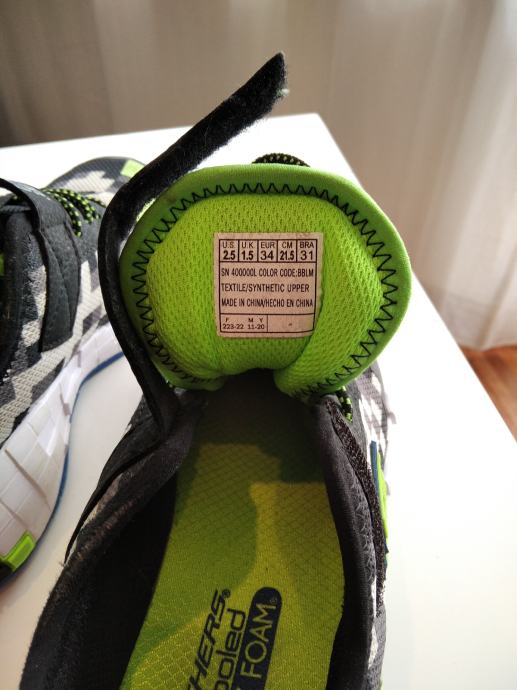 U.S. U.K EUR CM BRA
2.5 1.5 34 21.5 31
SN 400000L COLOR CODE:BBLM
TEXTILE/SYNTHETIC UPPER
MADE IN CHINA/HECHO EN CHINA
F M Y
223-22 11-20
FOAM